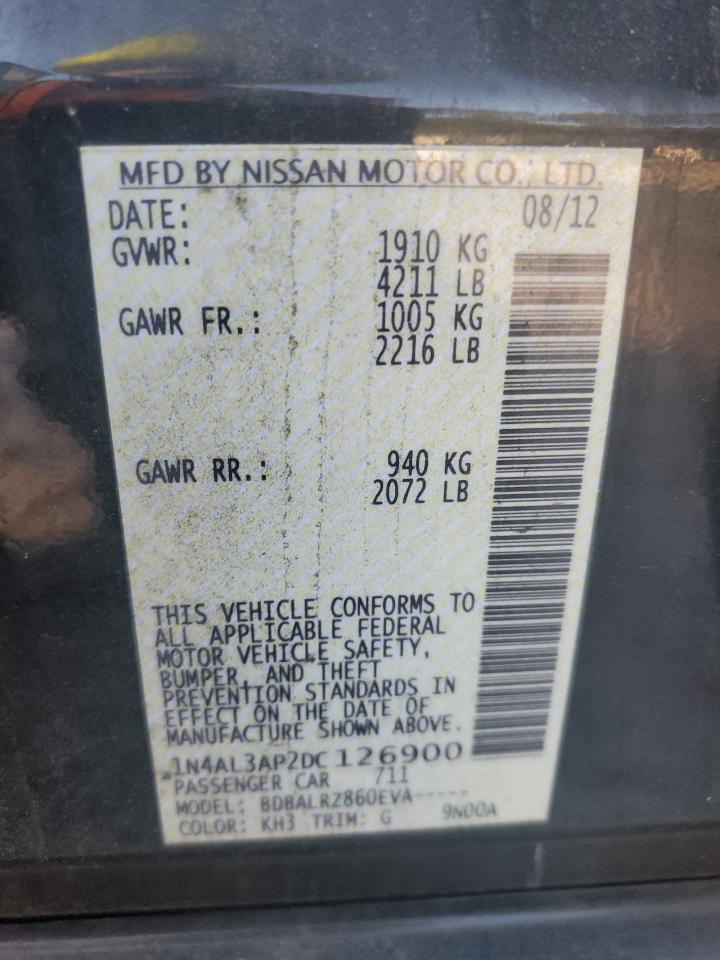 MFD BY NISSAN MOTOR CO., LTD.
DATE: 08/12
GVWR: 1910 KG
4211 LB
GAWR FR.: 1005 KG
2216 LB
GAWR RR.: 940 KG
2072 LB
THIS VEHICLE CONFORMS TO
ALL APPLICABLE FEDERAL
MOTOR VEHICLE SAFETY,
BUMPER, AND THEFT
PREVENTION STANDARDS IN
EFFECT ON THE DATE OF
MANUFACTURE SHOWN ABOVE.
1N4AL3AP2DC 126900
PASSENGER CAR 711
MODEL: BDBALRZ860EVA-----
COLOR: KH3 TRIM: G 9N00A